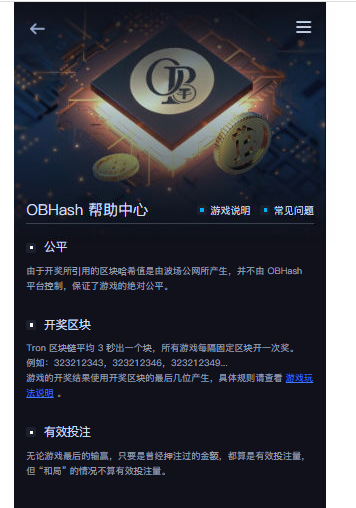 OBHash 帮助中心
游戏说明
常见问题
公平
由于开奖所引用的区块哈希值是由波场公网所产生，并不由 OBHash
平台控制，保证了游戏的绝对公平。
开奖区块
Tron 区块链平均 3 秒出一个块，所有游戏每隔固定区块开一次奖。
例如：323212343，323212346，323212349...
游戏的开奖结果使用开奖区块的最后几位产生，具体规则请查看 游戏玩
法说明 。
有效投注
无论游戏最后的输赢，只要是曾经押注过的金额，都算是有效投注量，
但“和局”的情况不算有效投注量。